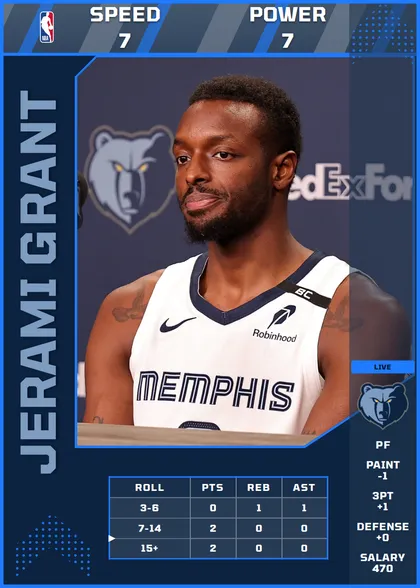 SPEED
7
POWER
7
NBA
JERAMI GRANT
edExFor
BC
Robinhood
MEMPHIS
LIVE
PF
PAINT
-1
3PT
+1
DEFENSE
+0
SALARY
470
ROLL PTS REB AST
3-6 0 1 1
7-14 2 0 0
15+ 2 0 0